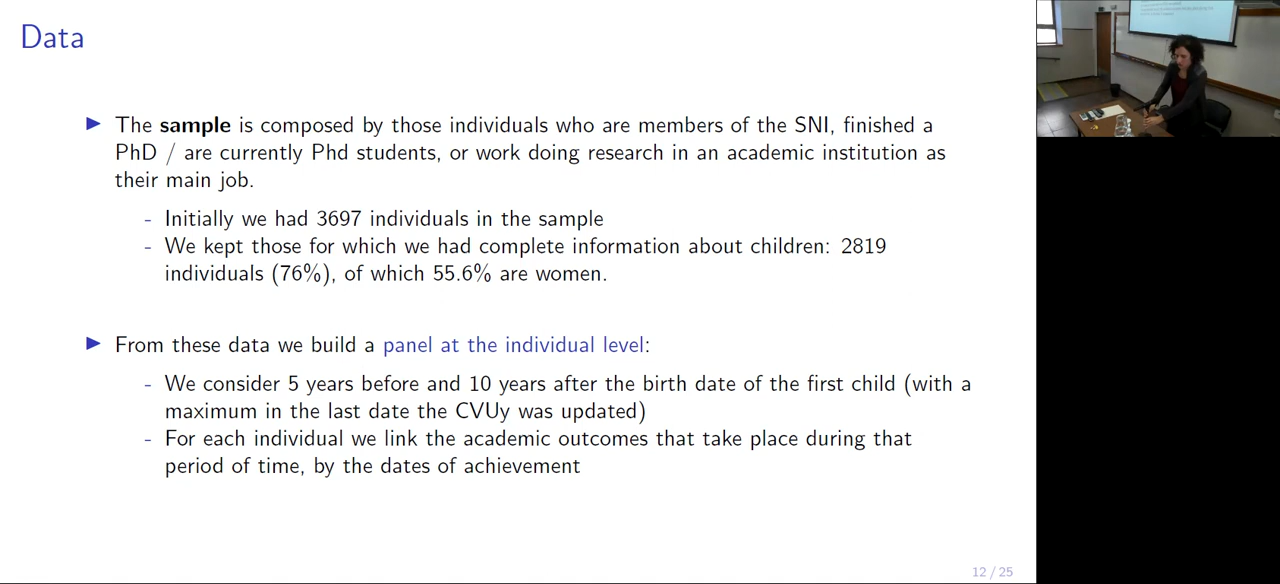 Data
▶ The sample is composed by those individuals who are members of the SNI, finished a
PhD / are currently Phd students, or work doing research in an academic institution as
their main job.
- Initially we had 3697 individuals in the sample
- We kept those for which we had complete information about children: 2819
individuals (76%), of which 55.6% are women.
▶ From these data we build a panel at the individual level:
- We consider 5 years before and 10 years after the birth date of the first child (with a
maximum in the last date the CVUy was updated)
- For each individual we link the academic outcomes that take place during that
period of time, by the dates of achievement
12 / 25